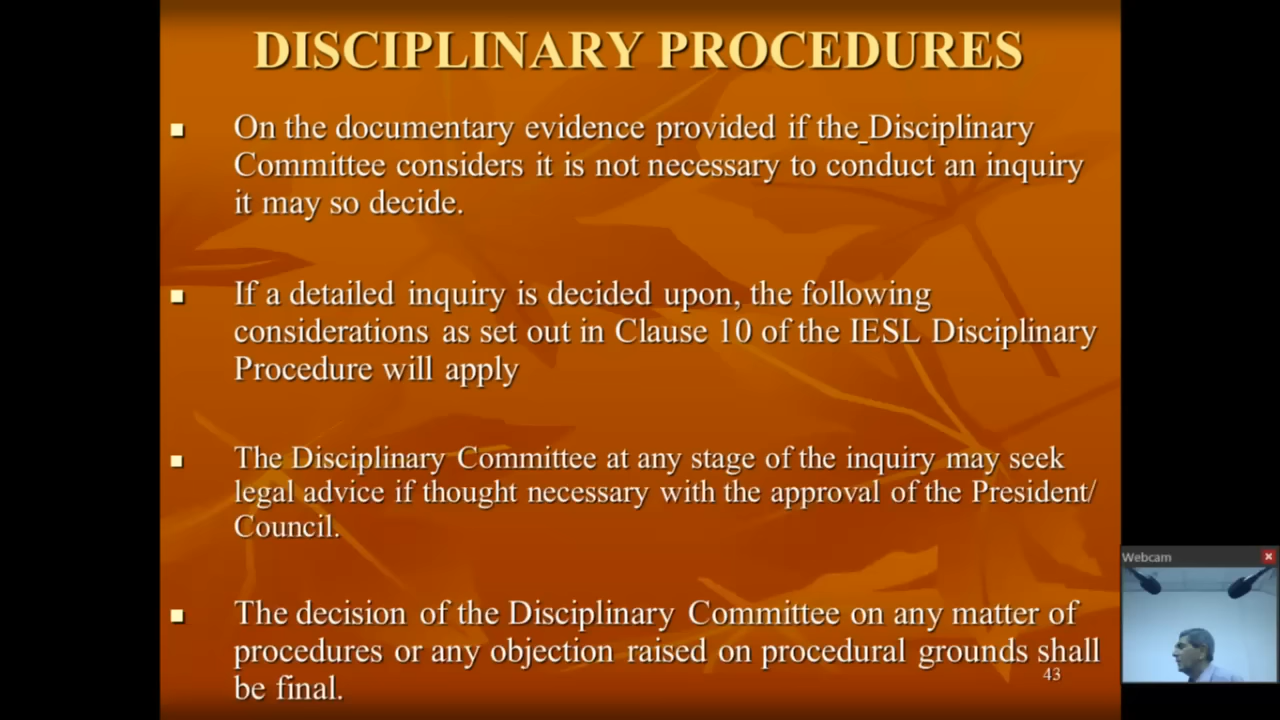 DISCIPLINARY PROCEDURES
On the documentary evidence provided if the Disciplinary
Committee considers it is not necessary to conduct an inquiry
it may so decide.
If a detailed inquiry is decided upon, the following
considerations as set out in Clause 10 of the IESL Disciplinary
Procedure will apply
The Disciplinary Committee at any stage of the inquiry may seek
legal advice if thought necessary with the approval of the President/
Council.
The decision of the Disciplinary Committee on any matter of
procedures or any objection raised on procedural grounds shall
be final.
43
Webcam